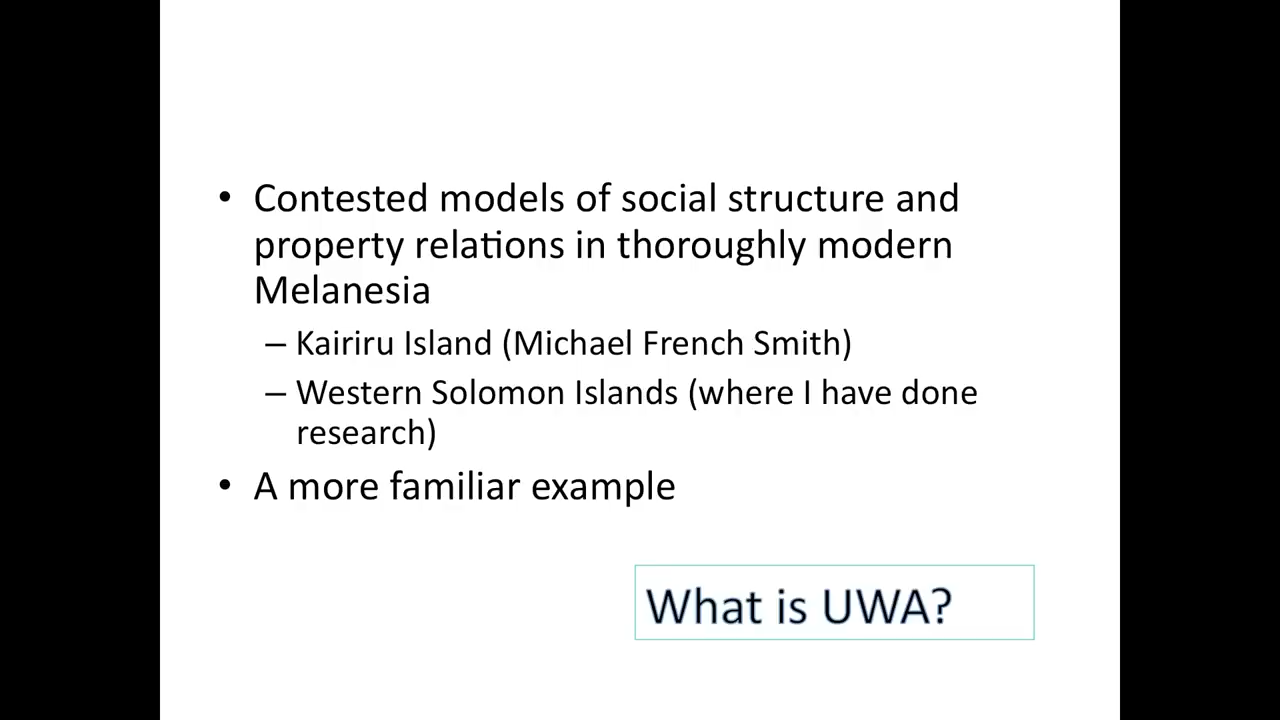 • Contested models of social structure and
property relations in thoroughly modern
Melanesia
– Kairiru Island (Michael French Smith)
– Western Solomon Islands (where I have done
research)
• A more familiar example
What is UWA?